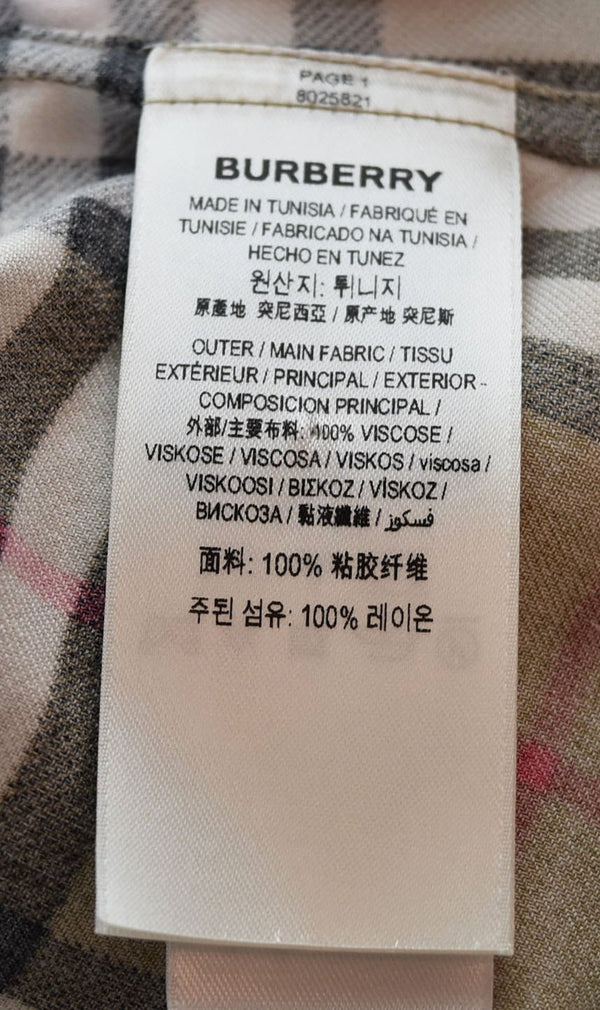 PAGE 1
8025821
BURBERRY
MADE IN TUNISIA / FABRIQUÉ EN
TUNISIE / FABRICADO NA TUNISIA /
HECHO EN TUNEZ
원산지: 튀니지
原產地 突尼西亞 / 原产地 突尼斯
OUTER / MAIN FABRIC / TISSU
EXTÉRIEUR / PRINCIPAL / EXTERIOR -
COMPOSICION PRINCIPAL /
外部/主要布料: 100% VISCOSE /
VISKOSE / VISCOSA / VISKOS / viscosa /
VISKOOSI / ΒΙΣΚΟΖ / VİSKOZ /
ВИСКОЗА / 黏液纖維 / فسكوز
面料: 100% 粘胶纤维
주된 섬유: 100% 레이온